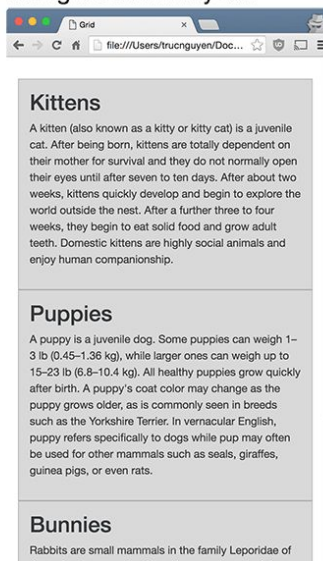 Grid
file:///Users/trucnguyen/Doc...
Kittens
A kitten (also known as a kitty or kitty cat) is a juvenile
cat. After being born, kittens are totally dependent on
their mother for survival and they do not normally open
their eyes until after seven to ten days. After about two
weeks, kittens quickly develop and begin to explore the
world outside the nest. After a further three to four
weeks, they begin to eat solid food and grow adult
teeth. Domestic kittens are highly social animals and
enjoy human companionship.
Puppies
A puppy is a juvenile dog. Some puppies can weigh 1–
3 lb (0.45–1.36 kg), while larger ones can weigh up to
15–23 lb (6.8–10.4 kg). All healthy puppies grow quickly
after birth. A puppy's coat color may change as the
puppy grows older, as is commonly seen in breeds
such as the Yorkshire Terrier. In vernacular English,
puppy refers specifically to dogs while pup may often
be used for other mammals such as seals, giraffes,
guinea pigs, or even rats.
Bunnies
Rabbits are small mammals in the family Leporidae of